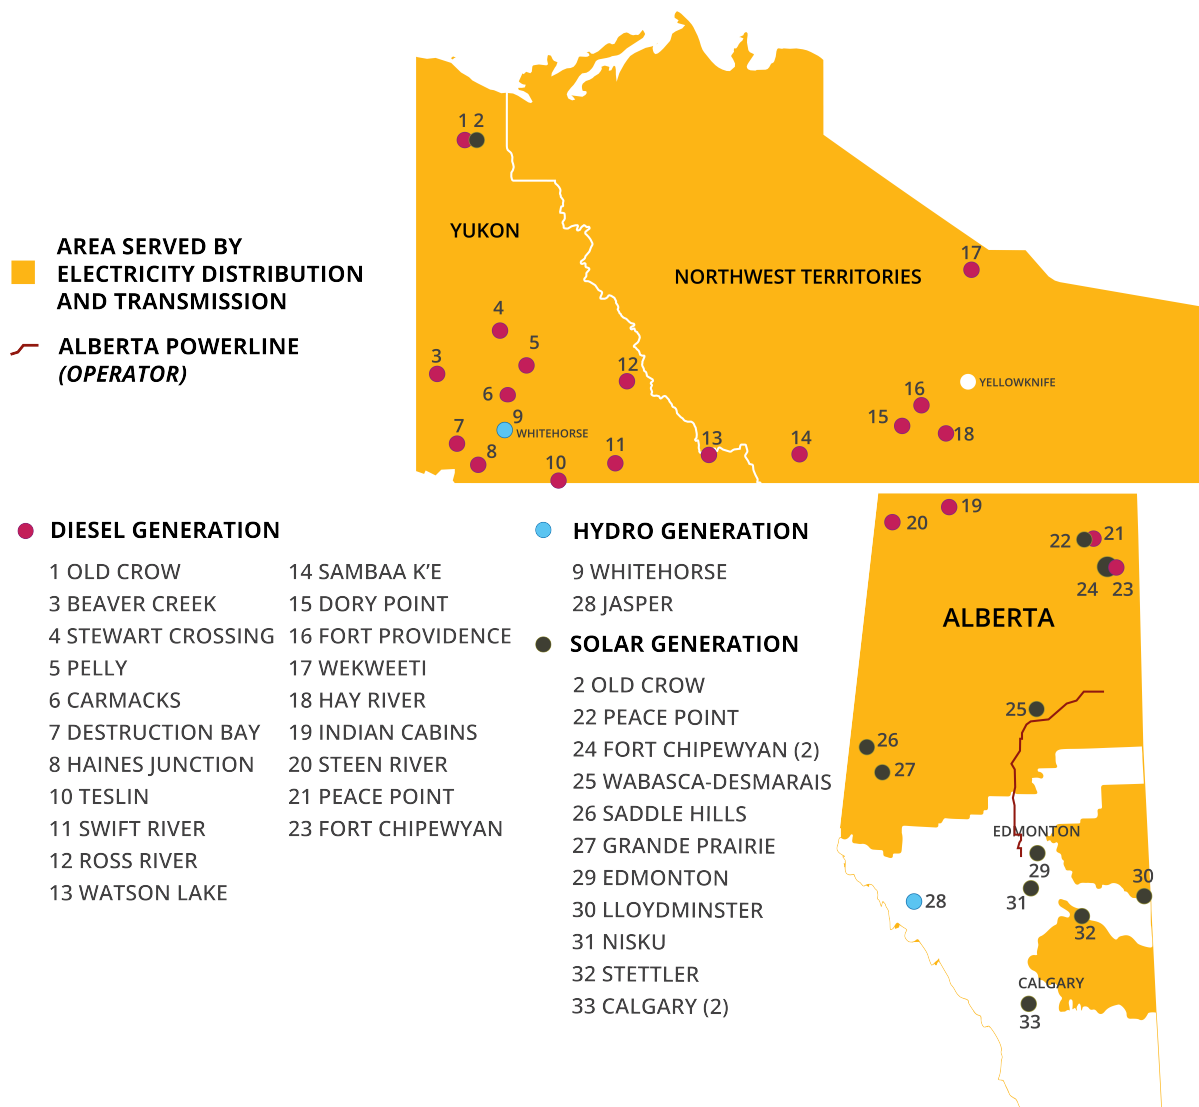 1 2
YUKON
AREA SERVED BY
ELECTRICITY DISTRIBUTION
AND TRANSMISSION
17
NORTHWEST TERRITORIES
4
ALBERTA POWERLINE
(OPERATOR)
5
3
12
6
16
YELLOWKNIFE
9
WHITEHORSE
15
7
18
8
11
13
14
10
DIESEL GENERATION
1 OLD CROW
3 BEAVER CREEK
4 STEWART CROSSING
5 PELLY
6 CARMACKS
7 DESTRUCTION BAY
8 HAINES JUNCTION
10 TESLIN
11 SWIFT RIVER
12 ROSS RIVER
13 WATSON LAKE
14 SAMBAA K'E
15 DORY POINT
16 FORT PROVIDENCE
17 WEKWEETI
18 HAY RIVER
19 INDIAN CABINS
20 STEEN RIVER
21 PEACE POINT
23 FORT CHIPEWYAN
HYDRO GENERATION
9 WHITEHORSE
28 JASPER
SOLAR GENERATION
2 OLD CROW
22 PEACE POINT
24 FORT CHIPEWYAN (2)
25 WABASCA-DESMARAIS
26 SADDLE HILLS
27 GRANDE PRAIRIE
29 EDMONTON
30 LLOYDMINSTER
31 NISKU
32 STETTLER
33 CALGARY (2)
19
20
21
22
24 23
ALBERTA
25
26
27
EDMONTON
29
30
28
31
32
CALGARY
33